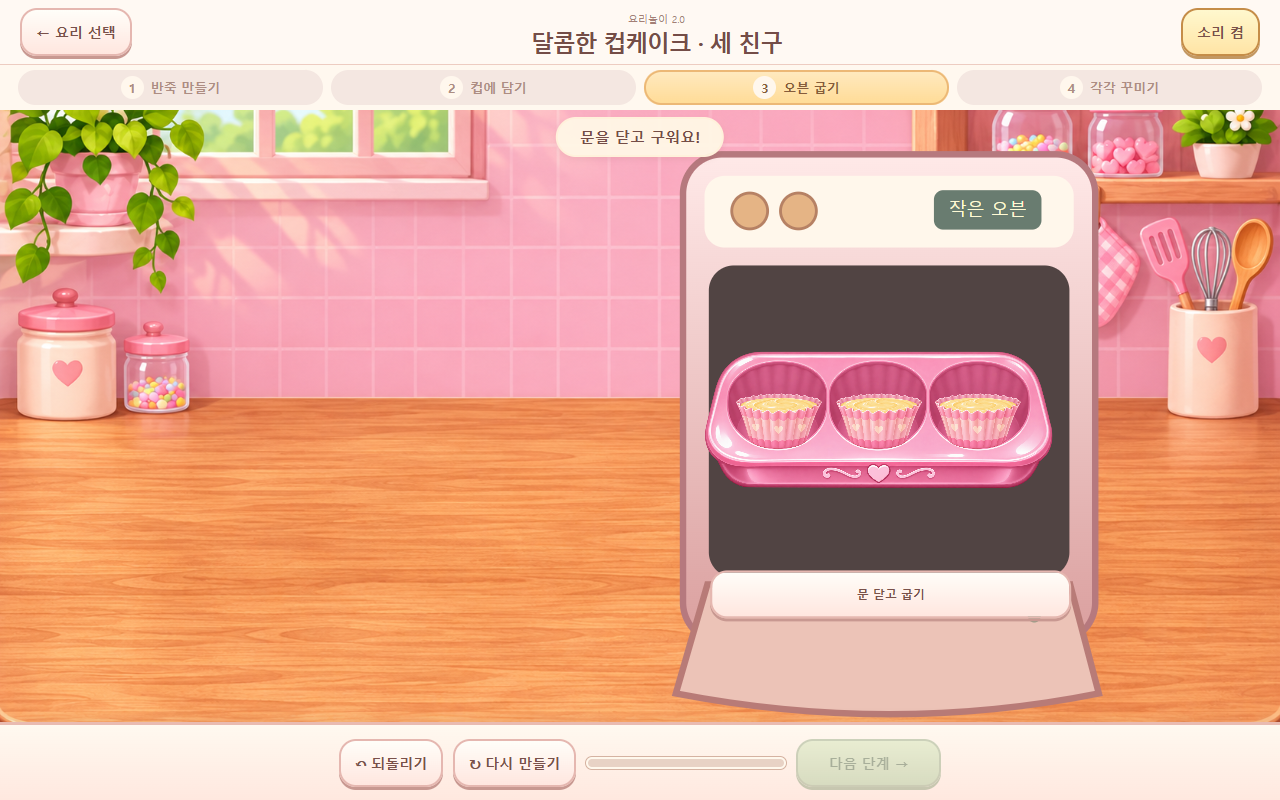 ← 요리 선택
요리놀이 2.0
달콤한 컵케이크 · 세 친구
소리 켬
1 반죽 만들기
2 컵에 담기
3 오븐 굽기
4 각각 꾸미기
문을 닫고 구워요!
작은 오븐
문 닫고 굽기
↶ 되돌리기
↻ 다시 만들기
다음 단계 →